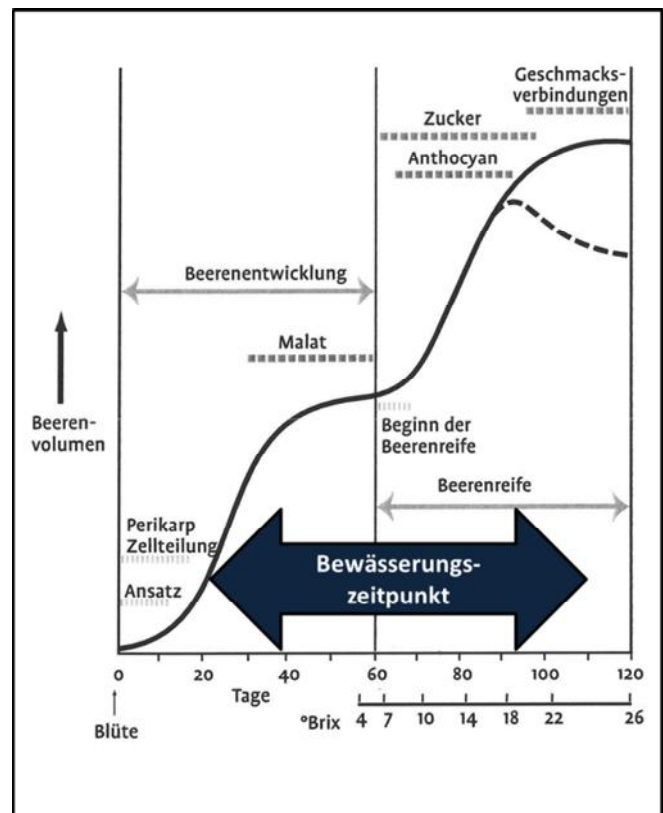 Geschmacks-
verbindungen
Zucker
Anthocyan
Beerenentwicklung
Malat
Beeren-
volumen
Beginn der
Beerenreife
Beerenreife
Perikarp
Zellteilung
Ansatz
Bewässerungs-
zeitpunkt
0 20 40 60 80 100 120
Tage
Blüte
°Brix 4 7 10 14 18 22 26